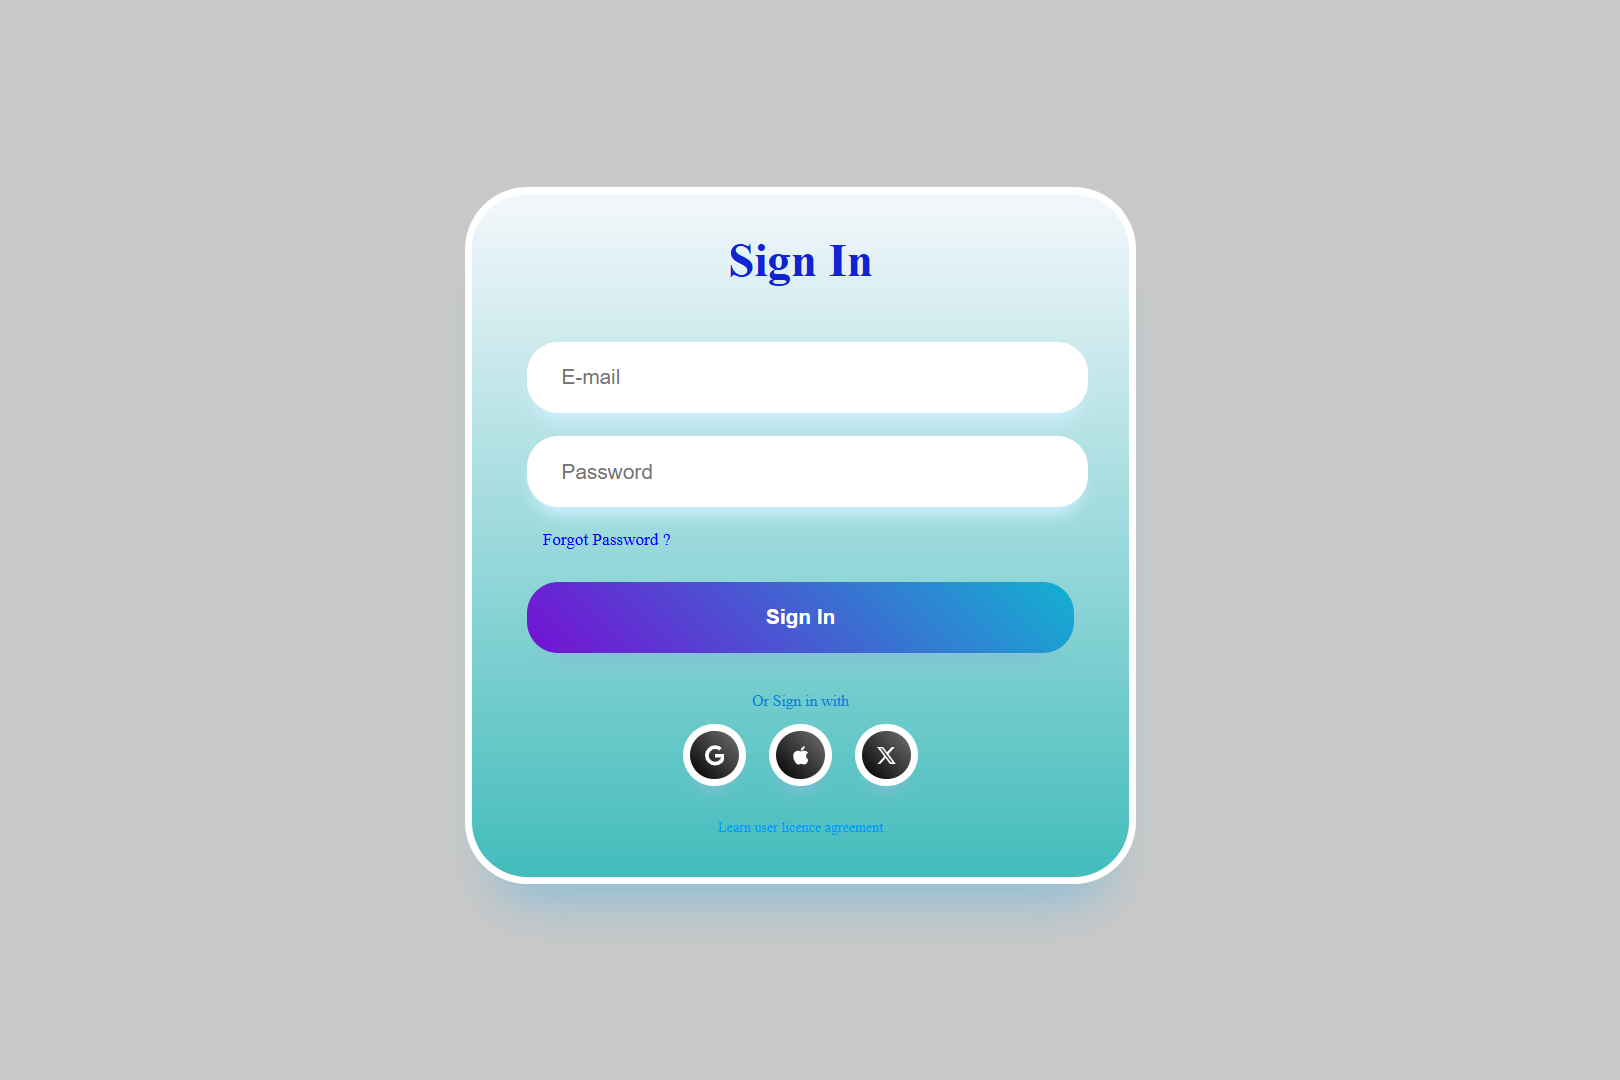 Sign In
E-mail
Password
Forgot Password ?
Sign In
Or Sign in with
Learn user licence agreement